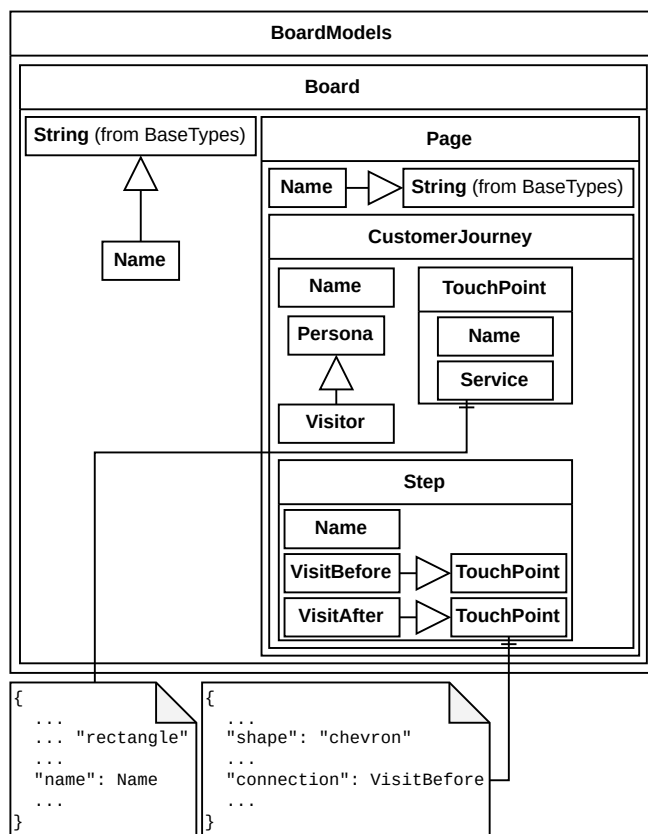 BoardModels
Board
String (from BaseTypes)
Name
Page
Name
String (from BaseTypes)
CustomerJourney
Name
Persona
Visitor
TouchPoint
Name
Service
Step
Name
VisitBefore
TouchPoint
VisitAfter
TouchPoint
{
...
... "rectangle"
...
"name": Name
...
}
{
...
"shape": "chevron"
...
"connection": VisitBefore
...
}